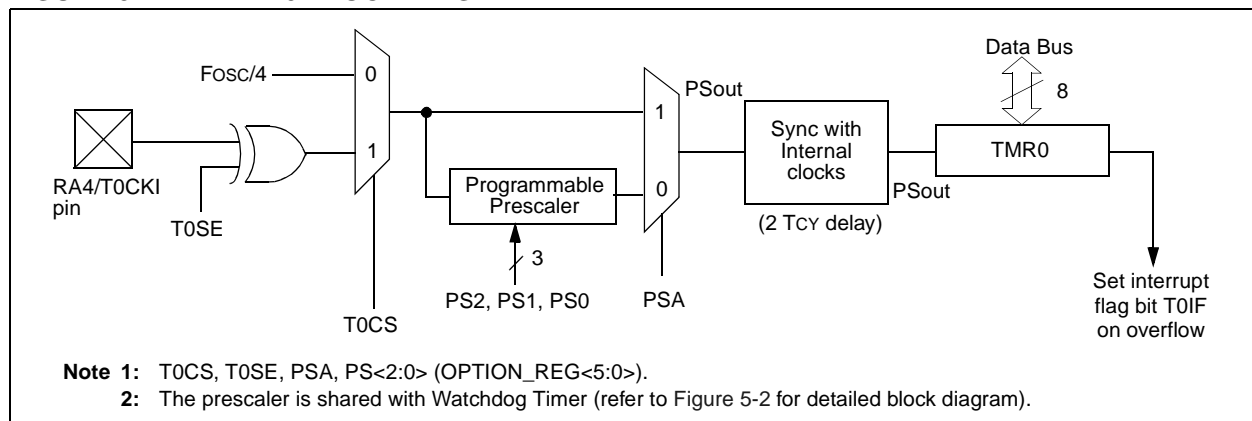 Data Bus
FOSC/4
0
8
PSout
1
1
Sync with
Internal
clocks
TMR0
RA4/T0CKI
pin
Programmable
Prescaler
0
PSout
T0SE
(2 TCY delay)
3
PS2, PS1, PS0
PSA
T0CS
Set interrupt
flag bit T0IF
on overflow
Note 1: T0CS, T0SE, PSA, PS<2:0> (OPTION_REG<5:0>).
2: The prescaler is shared with Watchdog Timer (refer to Figure 5-2 for detailed block diagram).